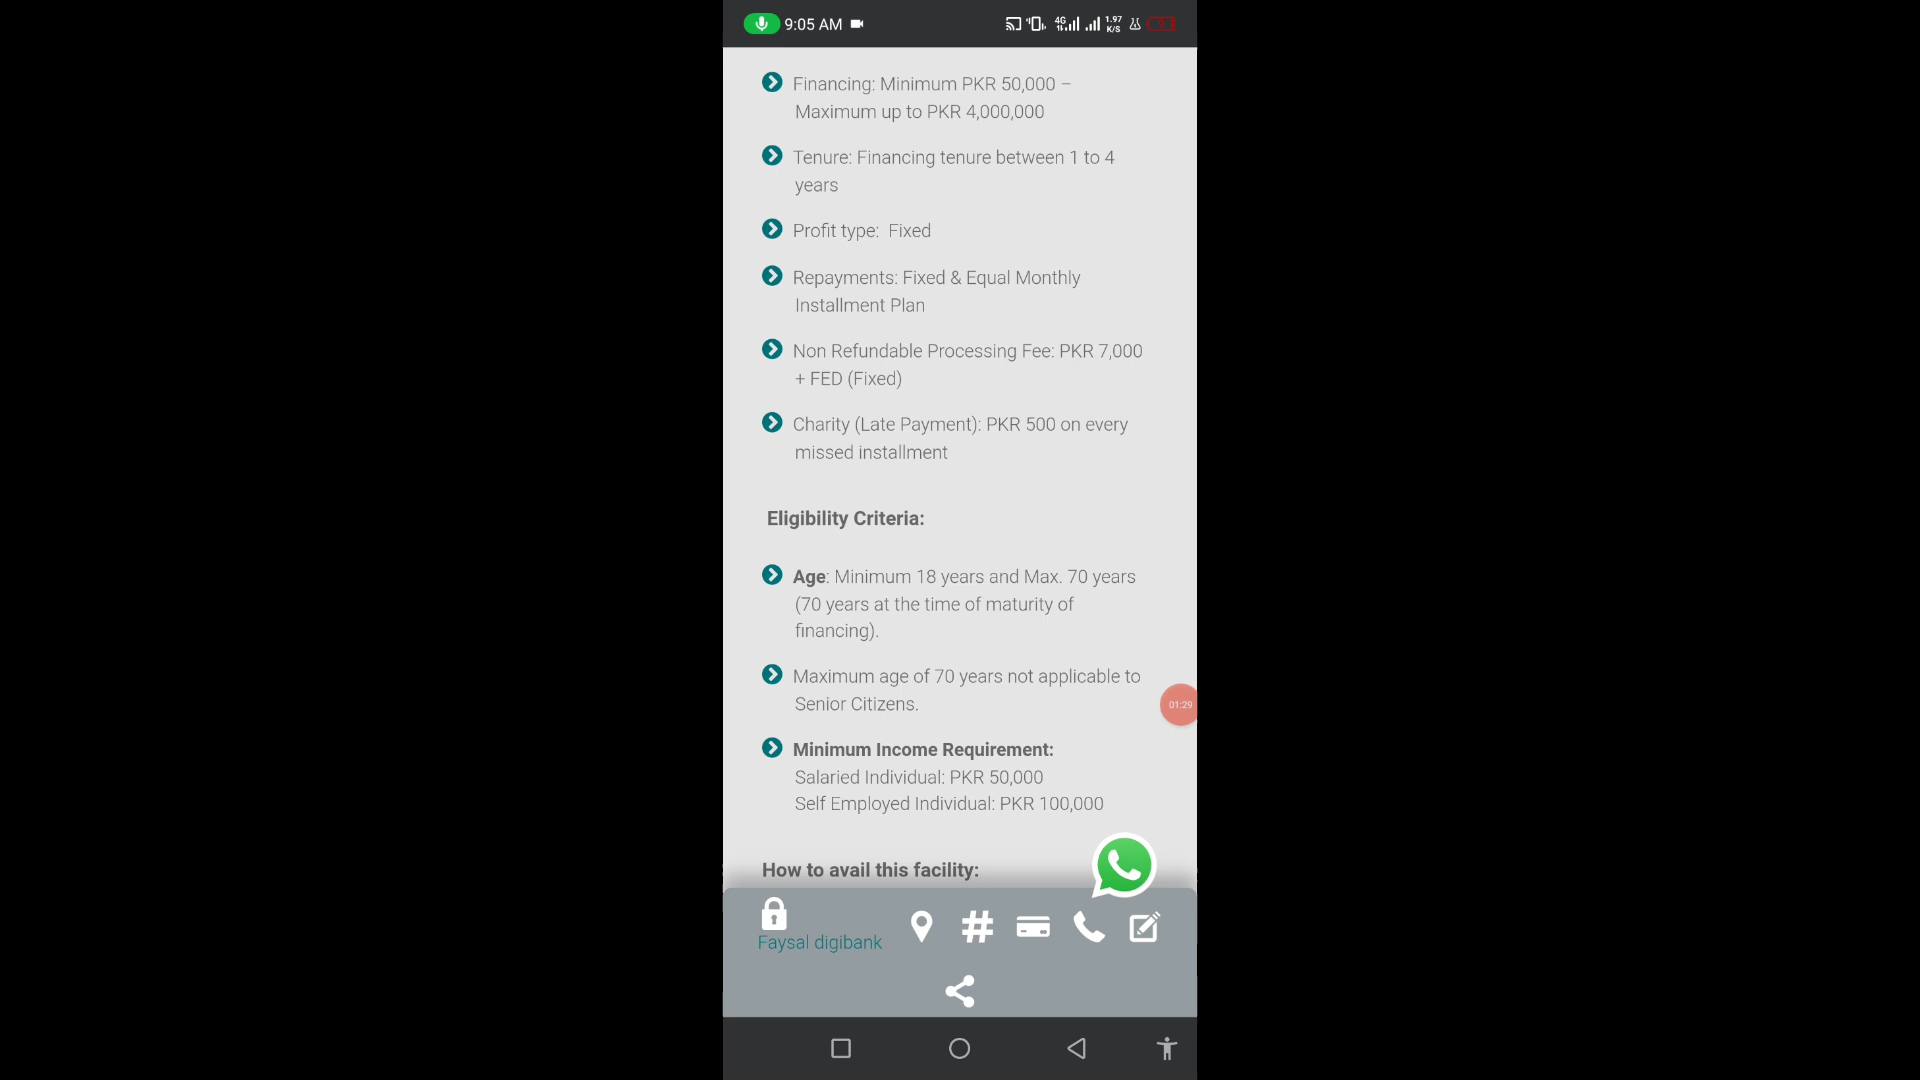 9:05 AM
4G
1.97
K/S
Financing: Minimum PKR 50,000 –
Maximum up to PKR 4,000,000
Tenure: Financing tenure between 1 to 4
years
Profit type:  Fixed
Repayments: Fixed & Equal Monthly
Installment Plan
Non Refundable Processing Fee: PKR 7,000
+ FED (Fixed)
Charity (Late Payment): PKR 500 on every
missed installment
Eligibility Criteria:
Age: Minimum 18 years and Max. 70 years
(70 years at the time of maturity of
financing).
Maximum age of 70 years not applicable to
Senior Citizens.
01:29
Minimum Income Requirement:
Salaried Individual: PKR 50,000
Self Employed Individual: PKR 100,000
How to avail this facility:
Faysal digibank